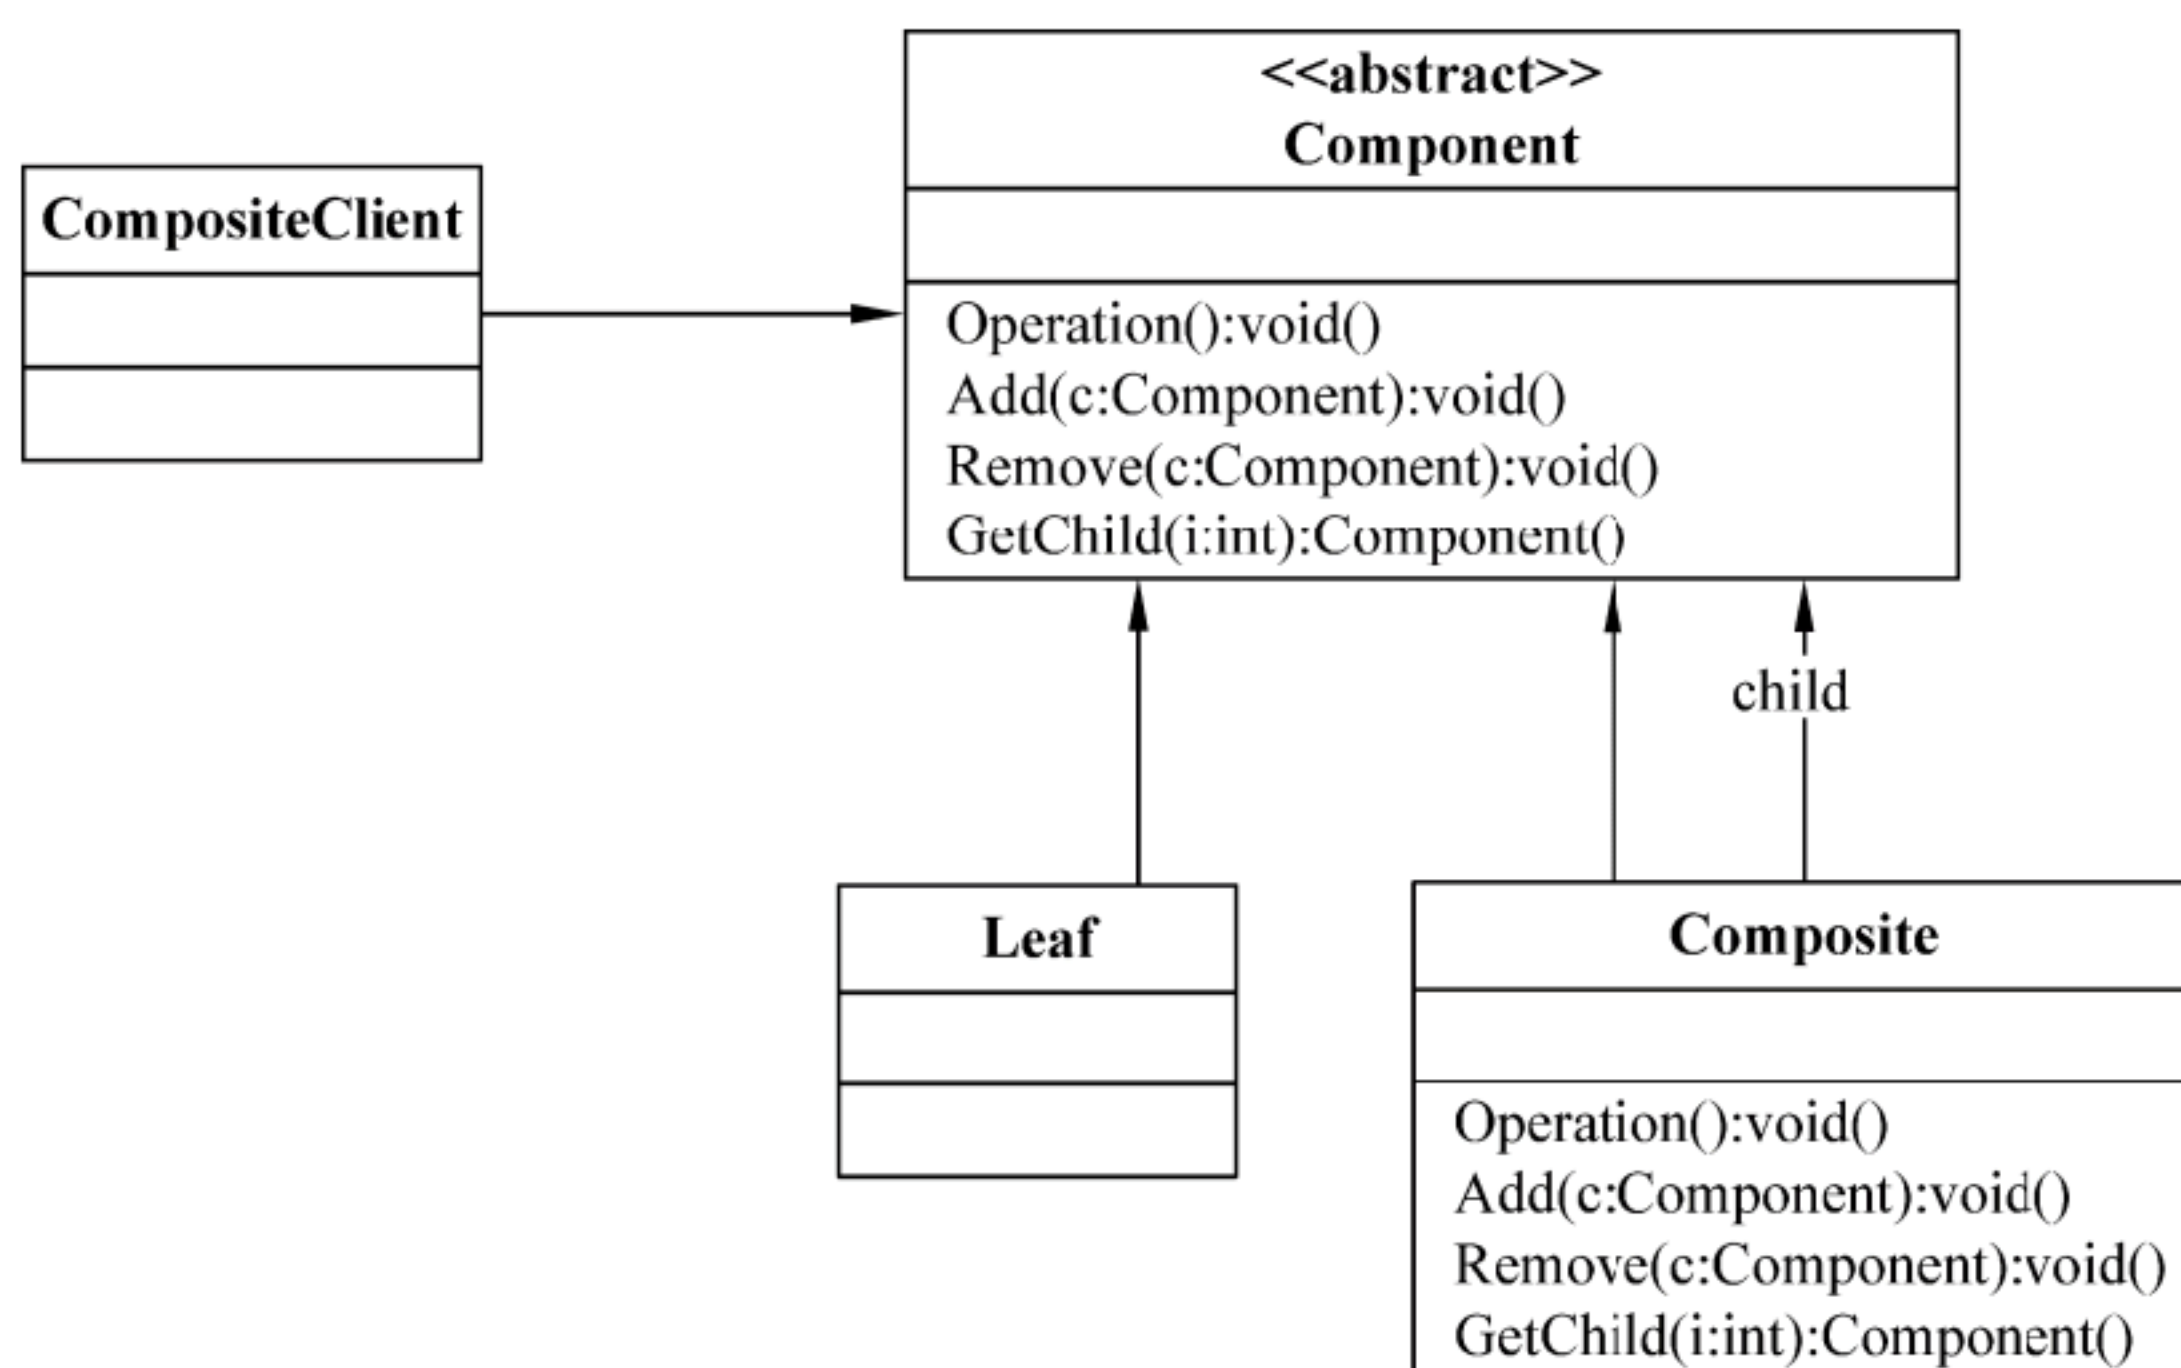 <<abstract>>
Component
CompositeClient
Operation():void()
Add(c:Component):void()
Remove(c:Component):void()
GetChild(i:int):Component()
child
Leaf
Composite
Operation():void()
Add(c:Component):void()
Remove(c:Component):void()
GetChild(i:int):Component()